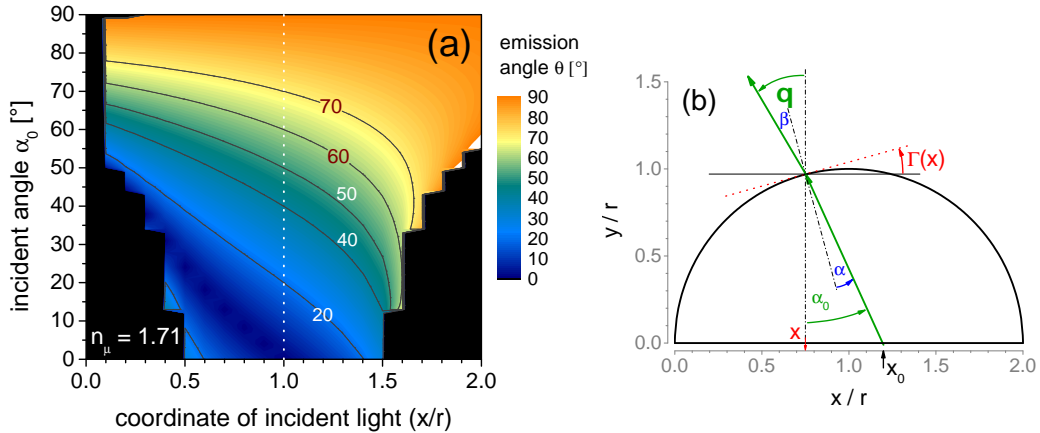 (a)
incident angle α₀ [°]
90
80
70
60
50
40
30
20
10
0
70
60
50
40
20
n_μ = 1.71
0.0 0.5 1.0 1.5 2.0
coordinate of incident light (x/r)
emission
angle θ [°]
90
80
70
60
50
40
30
20
10
0
(b)
y / r
1.5
1.0
0.5
0.0
q
β
Γ(x)
α
α₀
x
x₀
0.0 0.5 1.0 1.5 2.0
x / r